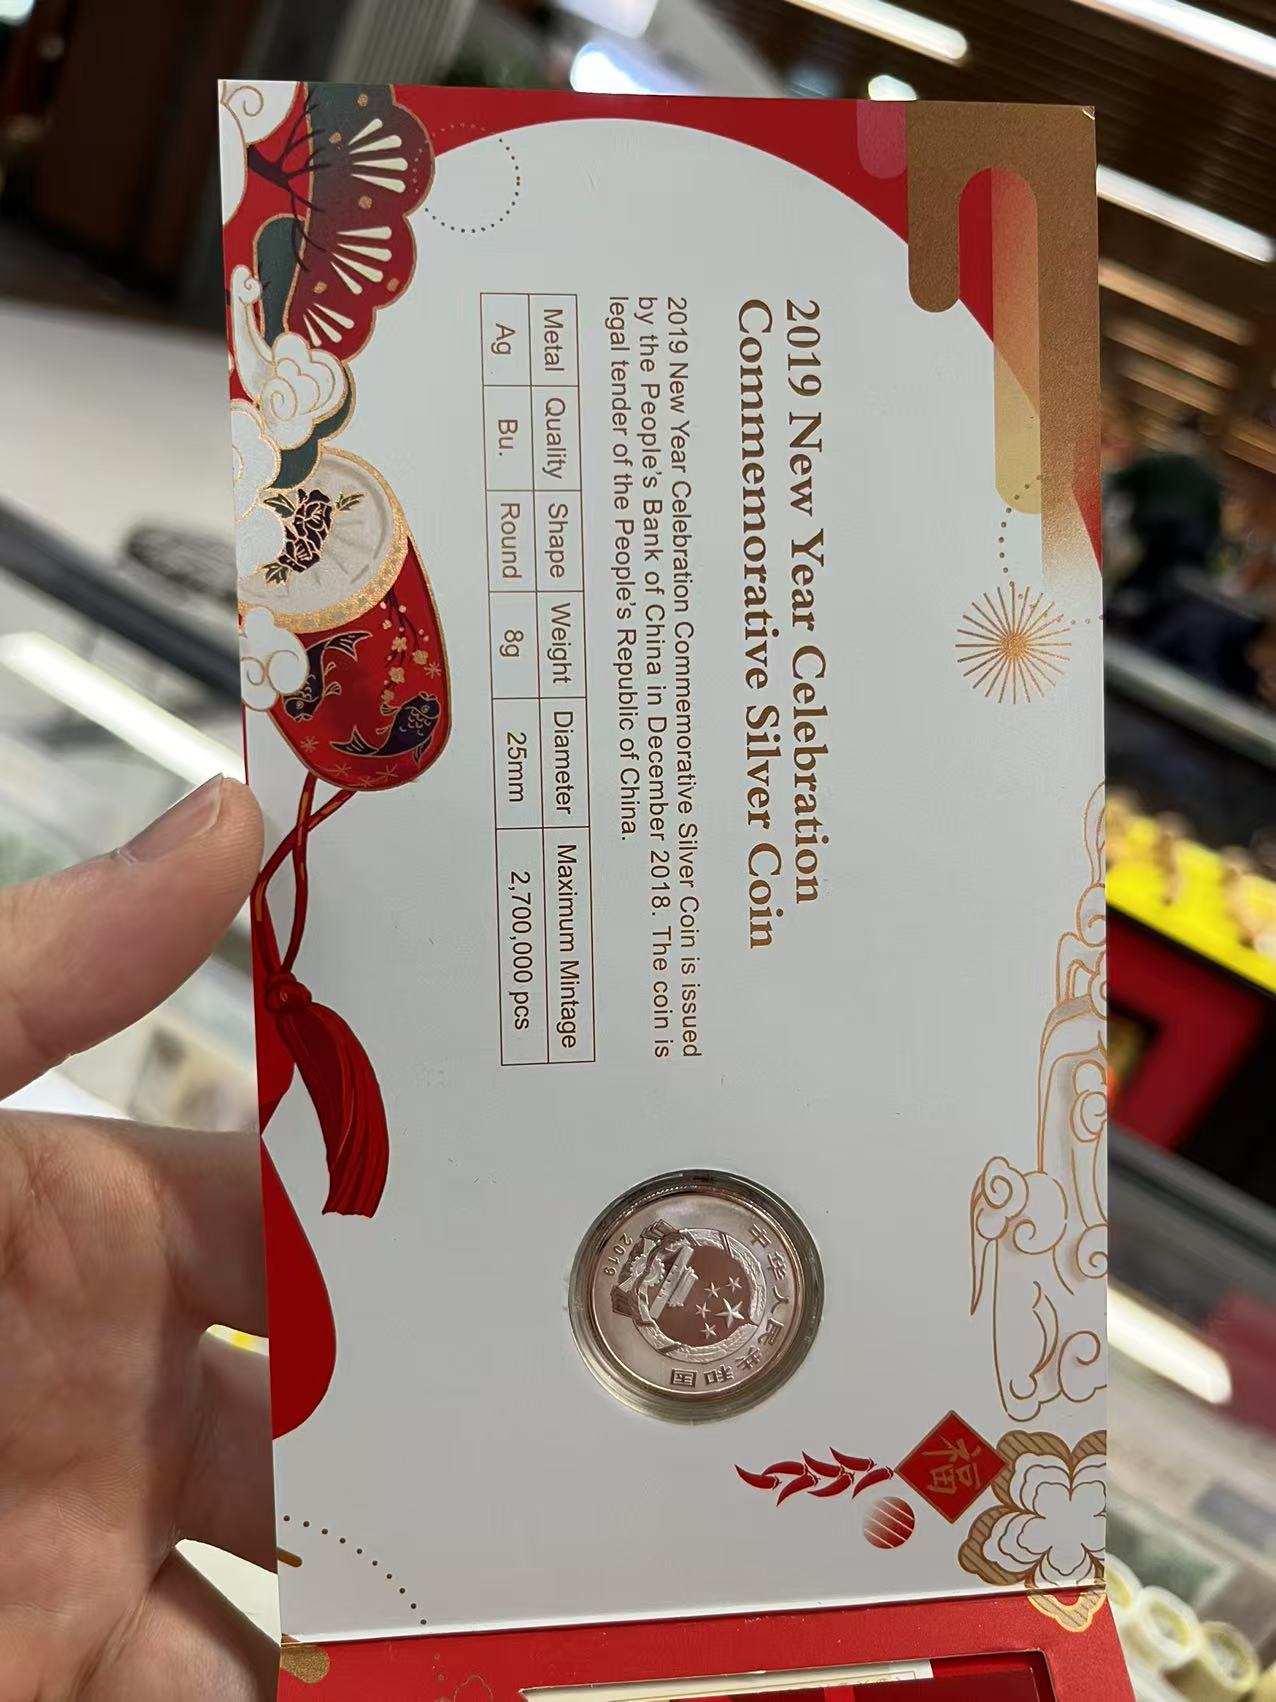 2019 New Year Celebration
Commemorative Silver Coin
2019 New Year Celebration Commemorative Silver Coin is issued
by the People's Bank of China in December 2018. The coin is
legal tender of the People's Republic of China.
Metal Quality Shape Weight Diameter Maximum Mintage
Ag Bu. Round 8g 25mm 2,700,000 pcs
中华人民共和国
2019
福